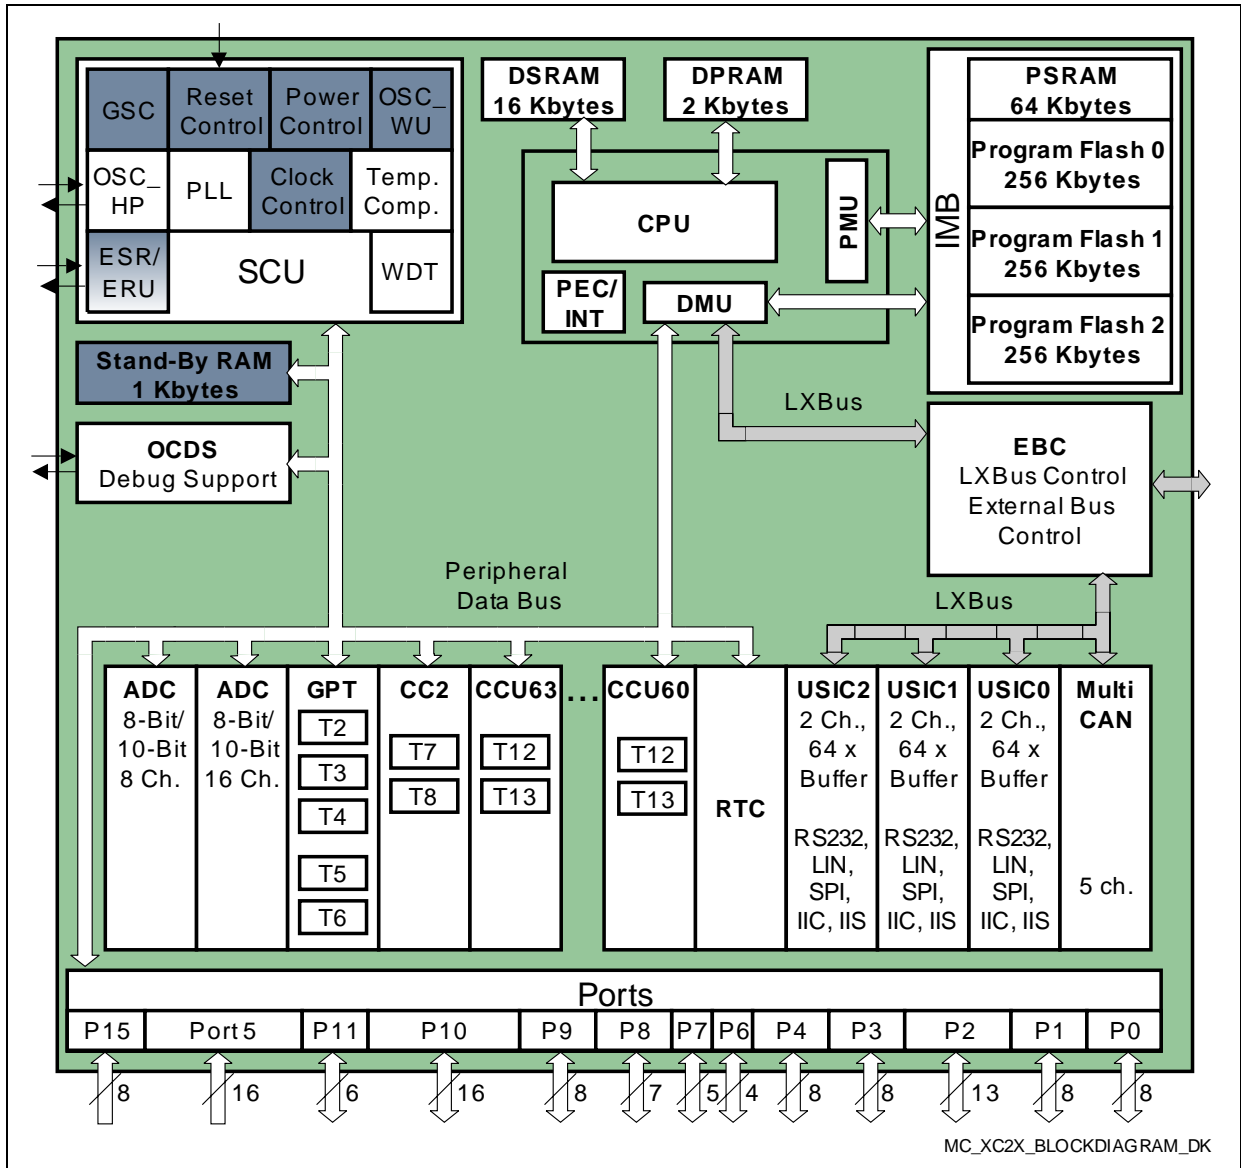 GSC
Reset
Control
Power
Control
OSC_
WU
OSC_
HP
PLL
Clock
Control
Temp.
Comp.
ESR/
ERU
SCU
WDT
DSRAM
16 Kbytes
DPRAM
2 Kbytes
CPU
PMU
PEC/
INT
DMU
IMB
PSRAM
64 Kbytes
Program Flash 0
256 Kbytes
Program Flash 1
256 Kbytes
Program Flash 2
256 Kbytes
Stand-By RAM
1 Kbytes
OCDS
Debug Support
LXBus
EBC
LXBus Control
External Bus
Control
Peripheral
Data Bus
LXBus
ADC
8-Bit/
10-Bit
8 Ch.
ADC
8-Bit/
10-Bit
16 Ch.
GPT
T2
T3
T4
T5
T6
CC2
T7
T8
CCU63
T12
T13
...
CCU60
T12
T13
RTC
USIC2
2 Ch.,
64 x
Buffer
RS232,
LIN,
SPI,
IIC, IIS
USIC1
2 Ch.,
64 x
Buffer
RS232,
LIN,
SPI,
IIC, IIS
USIC0
2 Ch.,
64 x
Buffer
RS232,
LIN,
SPI,
IIC, IIS
Multi
CAN
5 ch.
Ports
P15 Port 5 P11 P10 P9 P8 P7 P6 P4 P3 P2 P1 P0
8 16 6 16 8 7 5 4 8 8 13 8 8
MC_XC2X_BLOCKDIAGRAM_DK